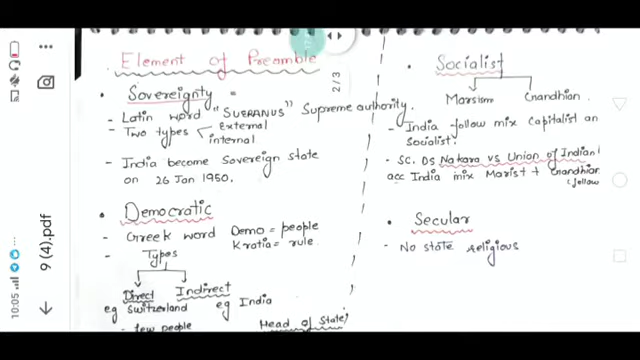 Element of Preamble
• Sovereignty =
- Latin word "SUERANUS" Supreme authority.
- Two types < External
internal
- India become Sovereign state
on 26 Jan 1950.
• Democratic
- Greek word Demo = people
Kratia = rule.
- Types
Direct Indirect
eg Switzerland eg India
- few people
Head of State
2/3
• Socialist
Marxism Gandhian
- India follow mix Capitalist an
Socialist.
- SC. DS Nakara vs Union of Indian
acc India mix Marist + Gandhian
follow
• Secular
- No state religious
10:05
9 (4).pdf